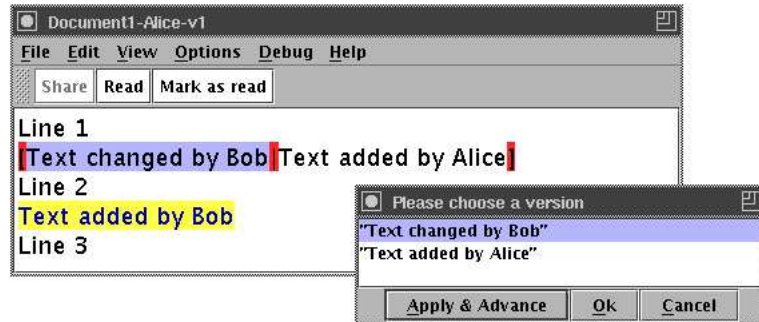 Document1-Alice-v1
File Edit View Options Debug Help
Share Read Mark as read
Line 1
[Text changed by Bob|Text added by Alice]
Line 2
Text added by Bob
Line 3
Please choose a version
"Text changed by Bob"
"Text added by Alice"
Apply & Advance Ok Cancel